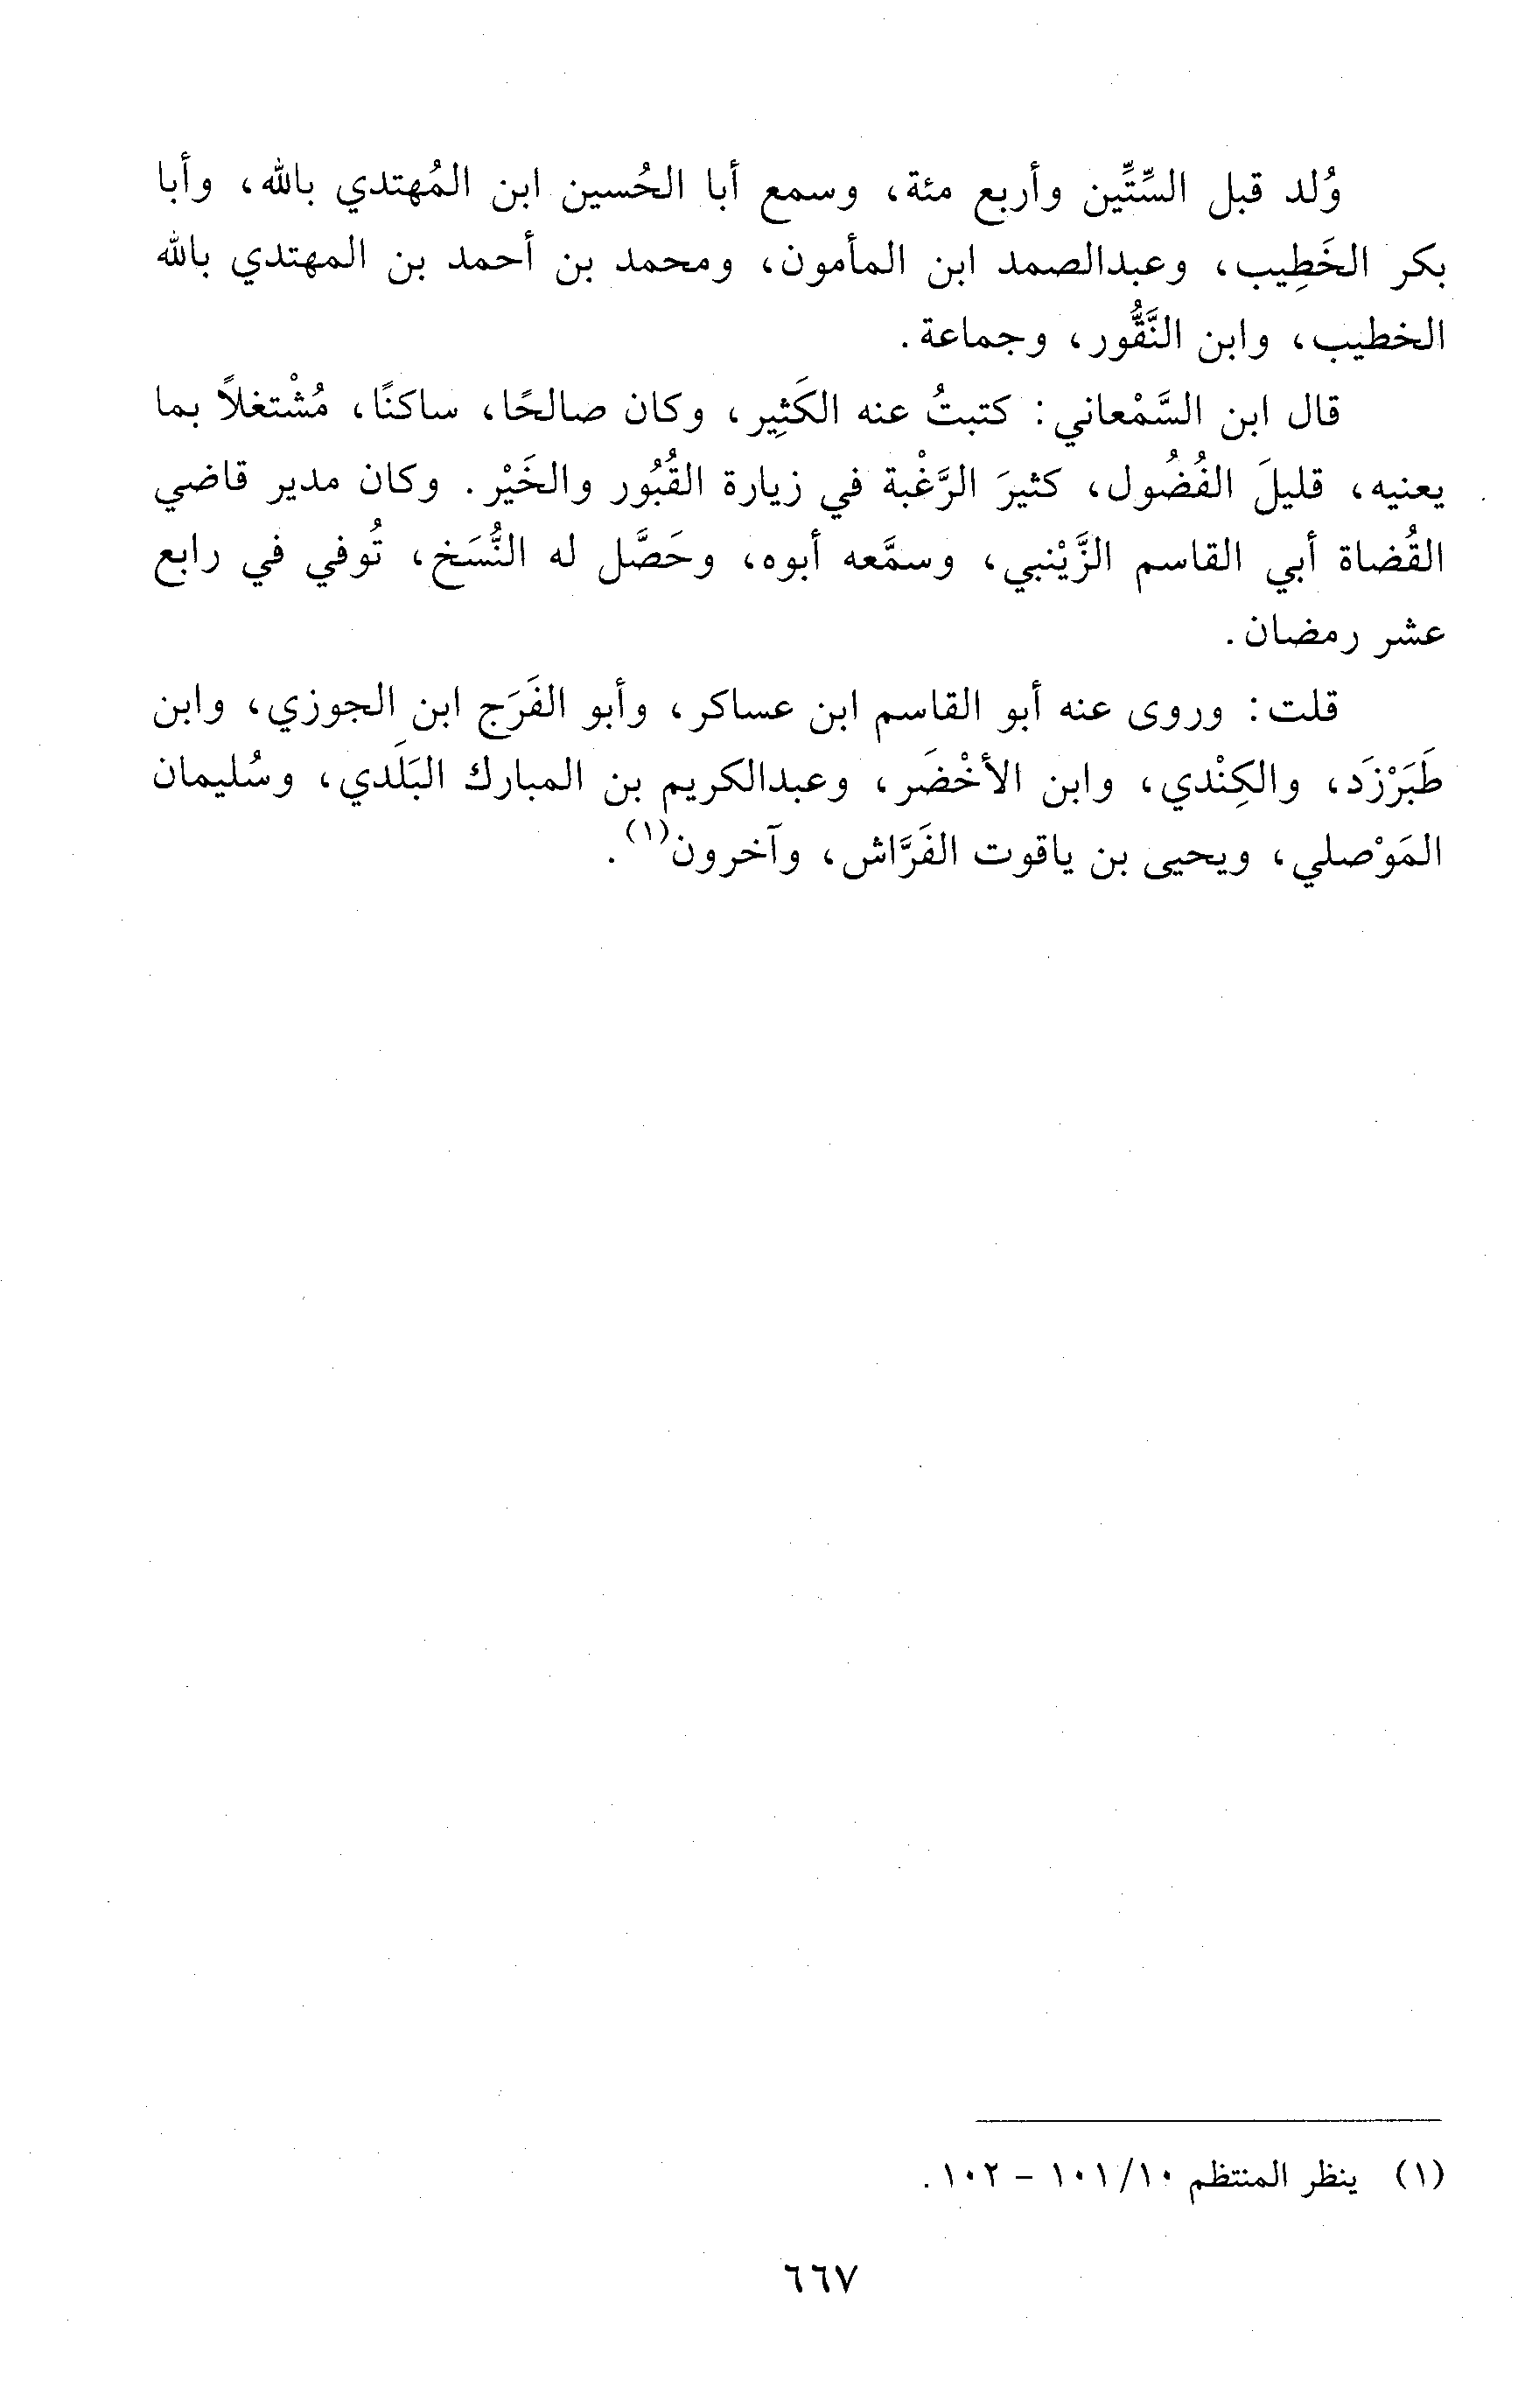 وُلد قبل السِّتِّين وأربع مئة، وسمع أبا الحُسين ابن المُهتدي بالله، وأبا
بكر الخَطِيب، وعبدالصمد ابن المأمون، ومحمد بن أحمد بن المهتدي بالله
الخطيب، وابن النَّقُّور، وجماعة.
قال ابن السَّمْعاني: كتبتُ عنه الكَثِير، وكان صالحًا، ساكنًا، مُشْتغلاً بما
يعنيه، قليلَ الفُضُول، كثيرَ الرَّغْبة في زيارة القُبُور والخَيْر. وكان مدير قاضي
القُضاة أبي القاسم الزَّيْنبي، وسمَّعه أبوه، وحَصَّل له النُّسَخ، تُوفي في رابع
عشر رمضان.
قلت: وروى عنه أبو القاسم ابن عساكر، وأبو الفَرَج ابن الجوزي، وابن
طَبَرْزَد، والكِنْدي، وابن الأخْضَر، وعبدالكريم بن المبارك البَلَدي، وسُليمان
المَوْصلي، ويحيى بن ياقوت الفَرَّاش، وآخرون(١).
(١) ينظر المنتظم ١٠/ ١٠١ - ١٠٢.
٦٦٧